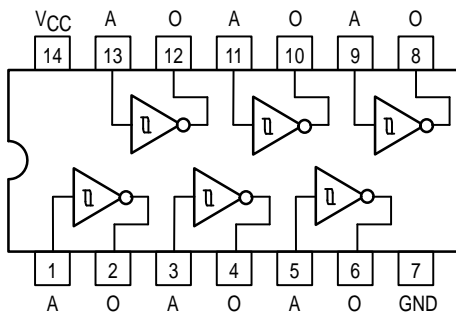 VCC A O A O A O
14 13 12 11 10 9 8
1 2 3 4 5 6 7
A O A O A O GND